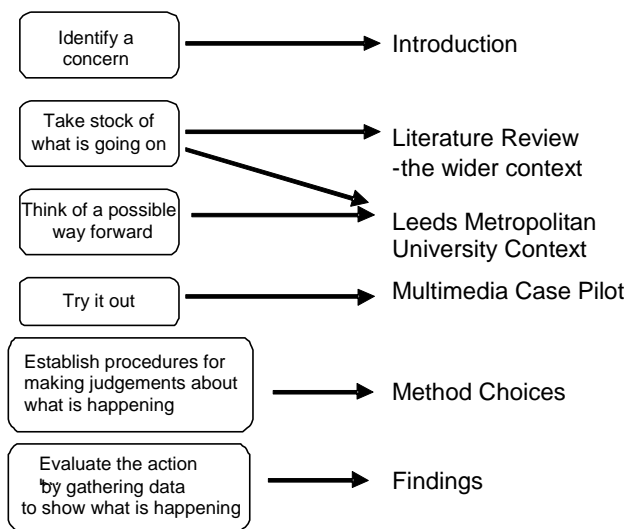 Identify a
concern
Introduction
Take stock of
what is going on
Literature Review
-the wider context
Think of a possible
way forward
Leeds Metropolitan
University Context
Try it out
Multimedia Case Pilot
Establish procedures for
making judgements about
what is happening
Method Choices
Evaluate the action
by gathering data
to show what is happening
Findings